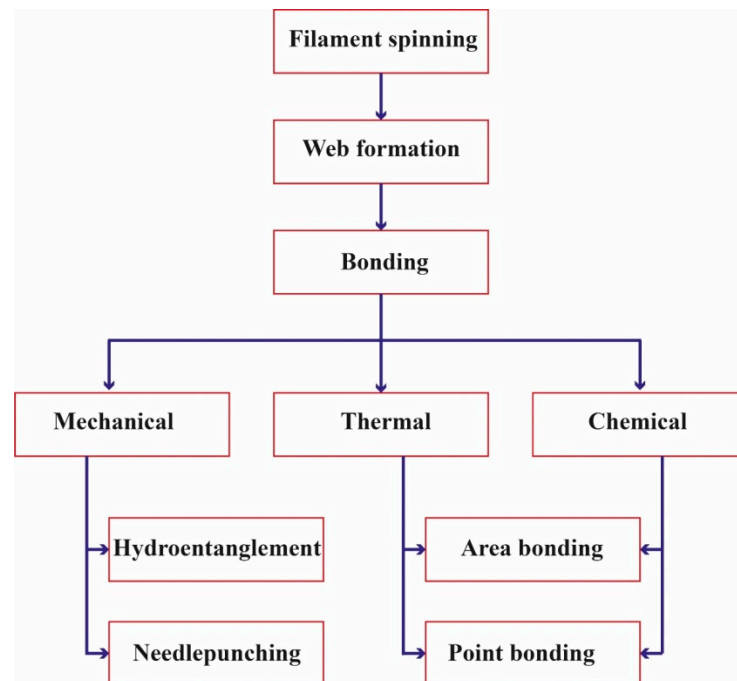 Filament spinning
Web formation
Bonding
Mechanical
Thermal
Chemical
Hydroentanglement
Area bonding
Needlepunching
Point bonding